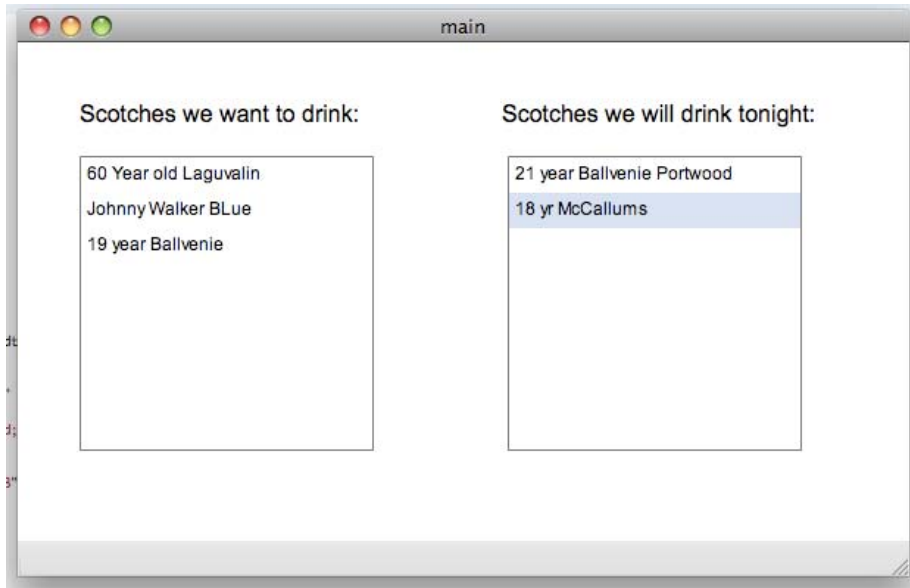 main
Scotches we want to drink:
60 Year old Laguvalin
Johnny Walker BLue
19 year Ballvenie
Scotches we will drink tonight:
21 year Ballvenie Portwood
18 yr McCallums